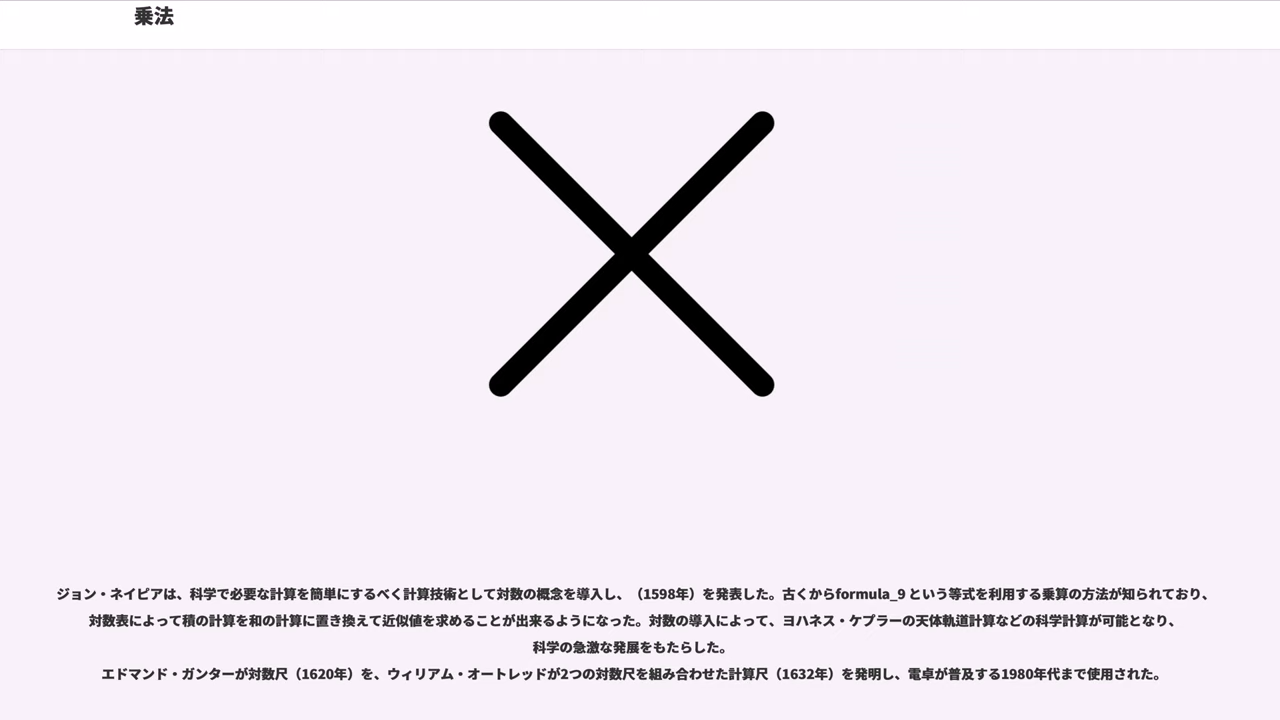 乗法
ジョン・ネイピアは、科学で必要な計算を簡単にするべく計算技術として対数の概念を導入し、（1598年）を発表した。古くからformula_9 という等式を利用する乗算の方法が知られており、
対数表によって積の計算を和の計算に置き換えて近似値を求めることが出来るようになった。対数の導入によって、ヨハネス・ケプラーの天体軌道計算などの科学計算が可能となり、
科学の急激な発展をもたらした。
エドマンド・ガンターが対数尺（1620年）を、ウィリアム・オートレッドが2つの対数尺を組み合わせた計算尺（1632年）を発明し、電卓が普及する1980年代まで使用された。